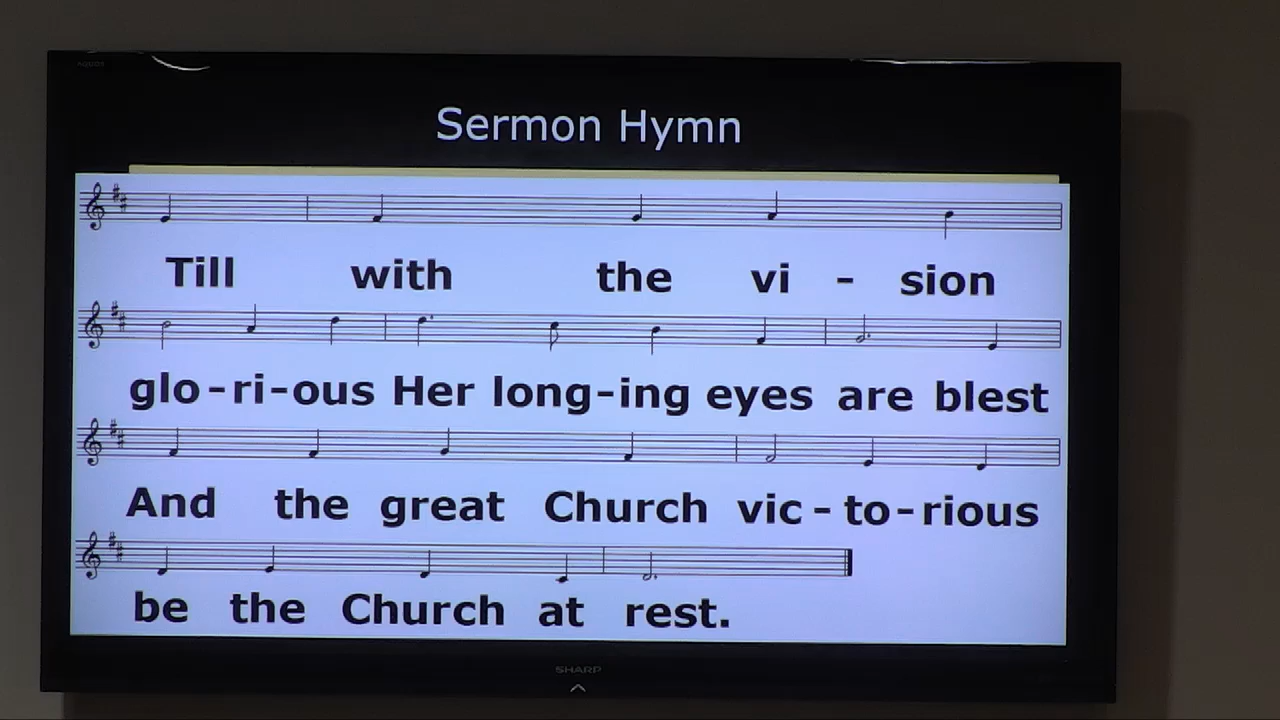 AQUOS
Sermon Hymn
Till with the vi - sion
glo-ri-ous Her long-ing eyes are blest
And the great Church vic-to-rious
be the Church at rest.
SHARP